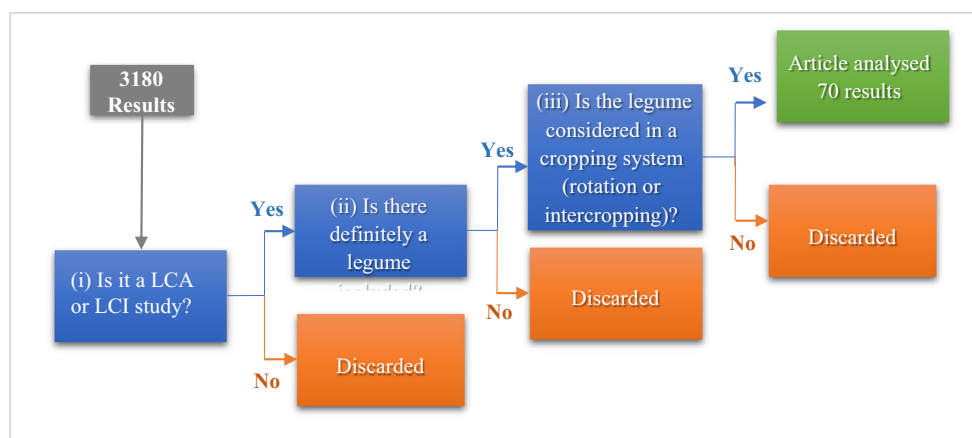 3180
Results
(i) Is it a LCA
or LCI study?
Yes
No
(ii) Is there
definitely a
legume
included?
Discarded
Yes
No
(iii) Is the legume
considered in a
cropping system
(rotation or
intercropping)?
Discarded
Yes
No
Article analysed
70 results
Discarded